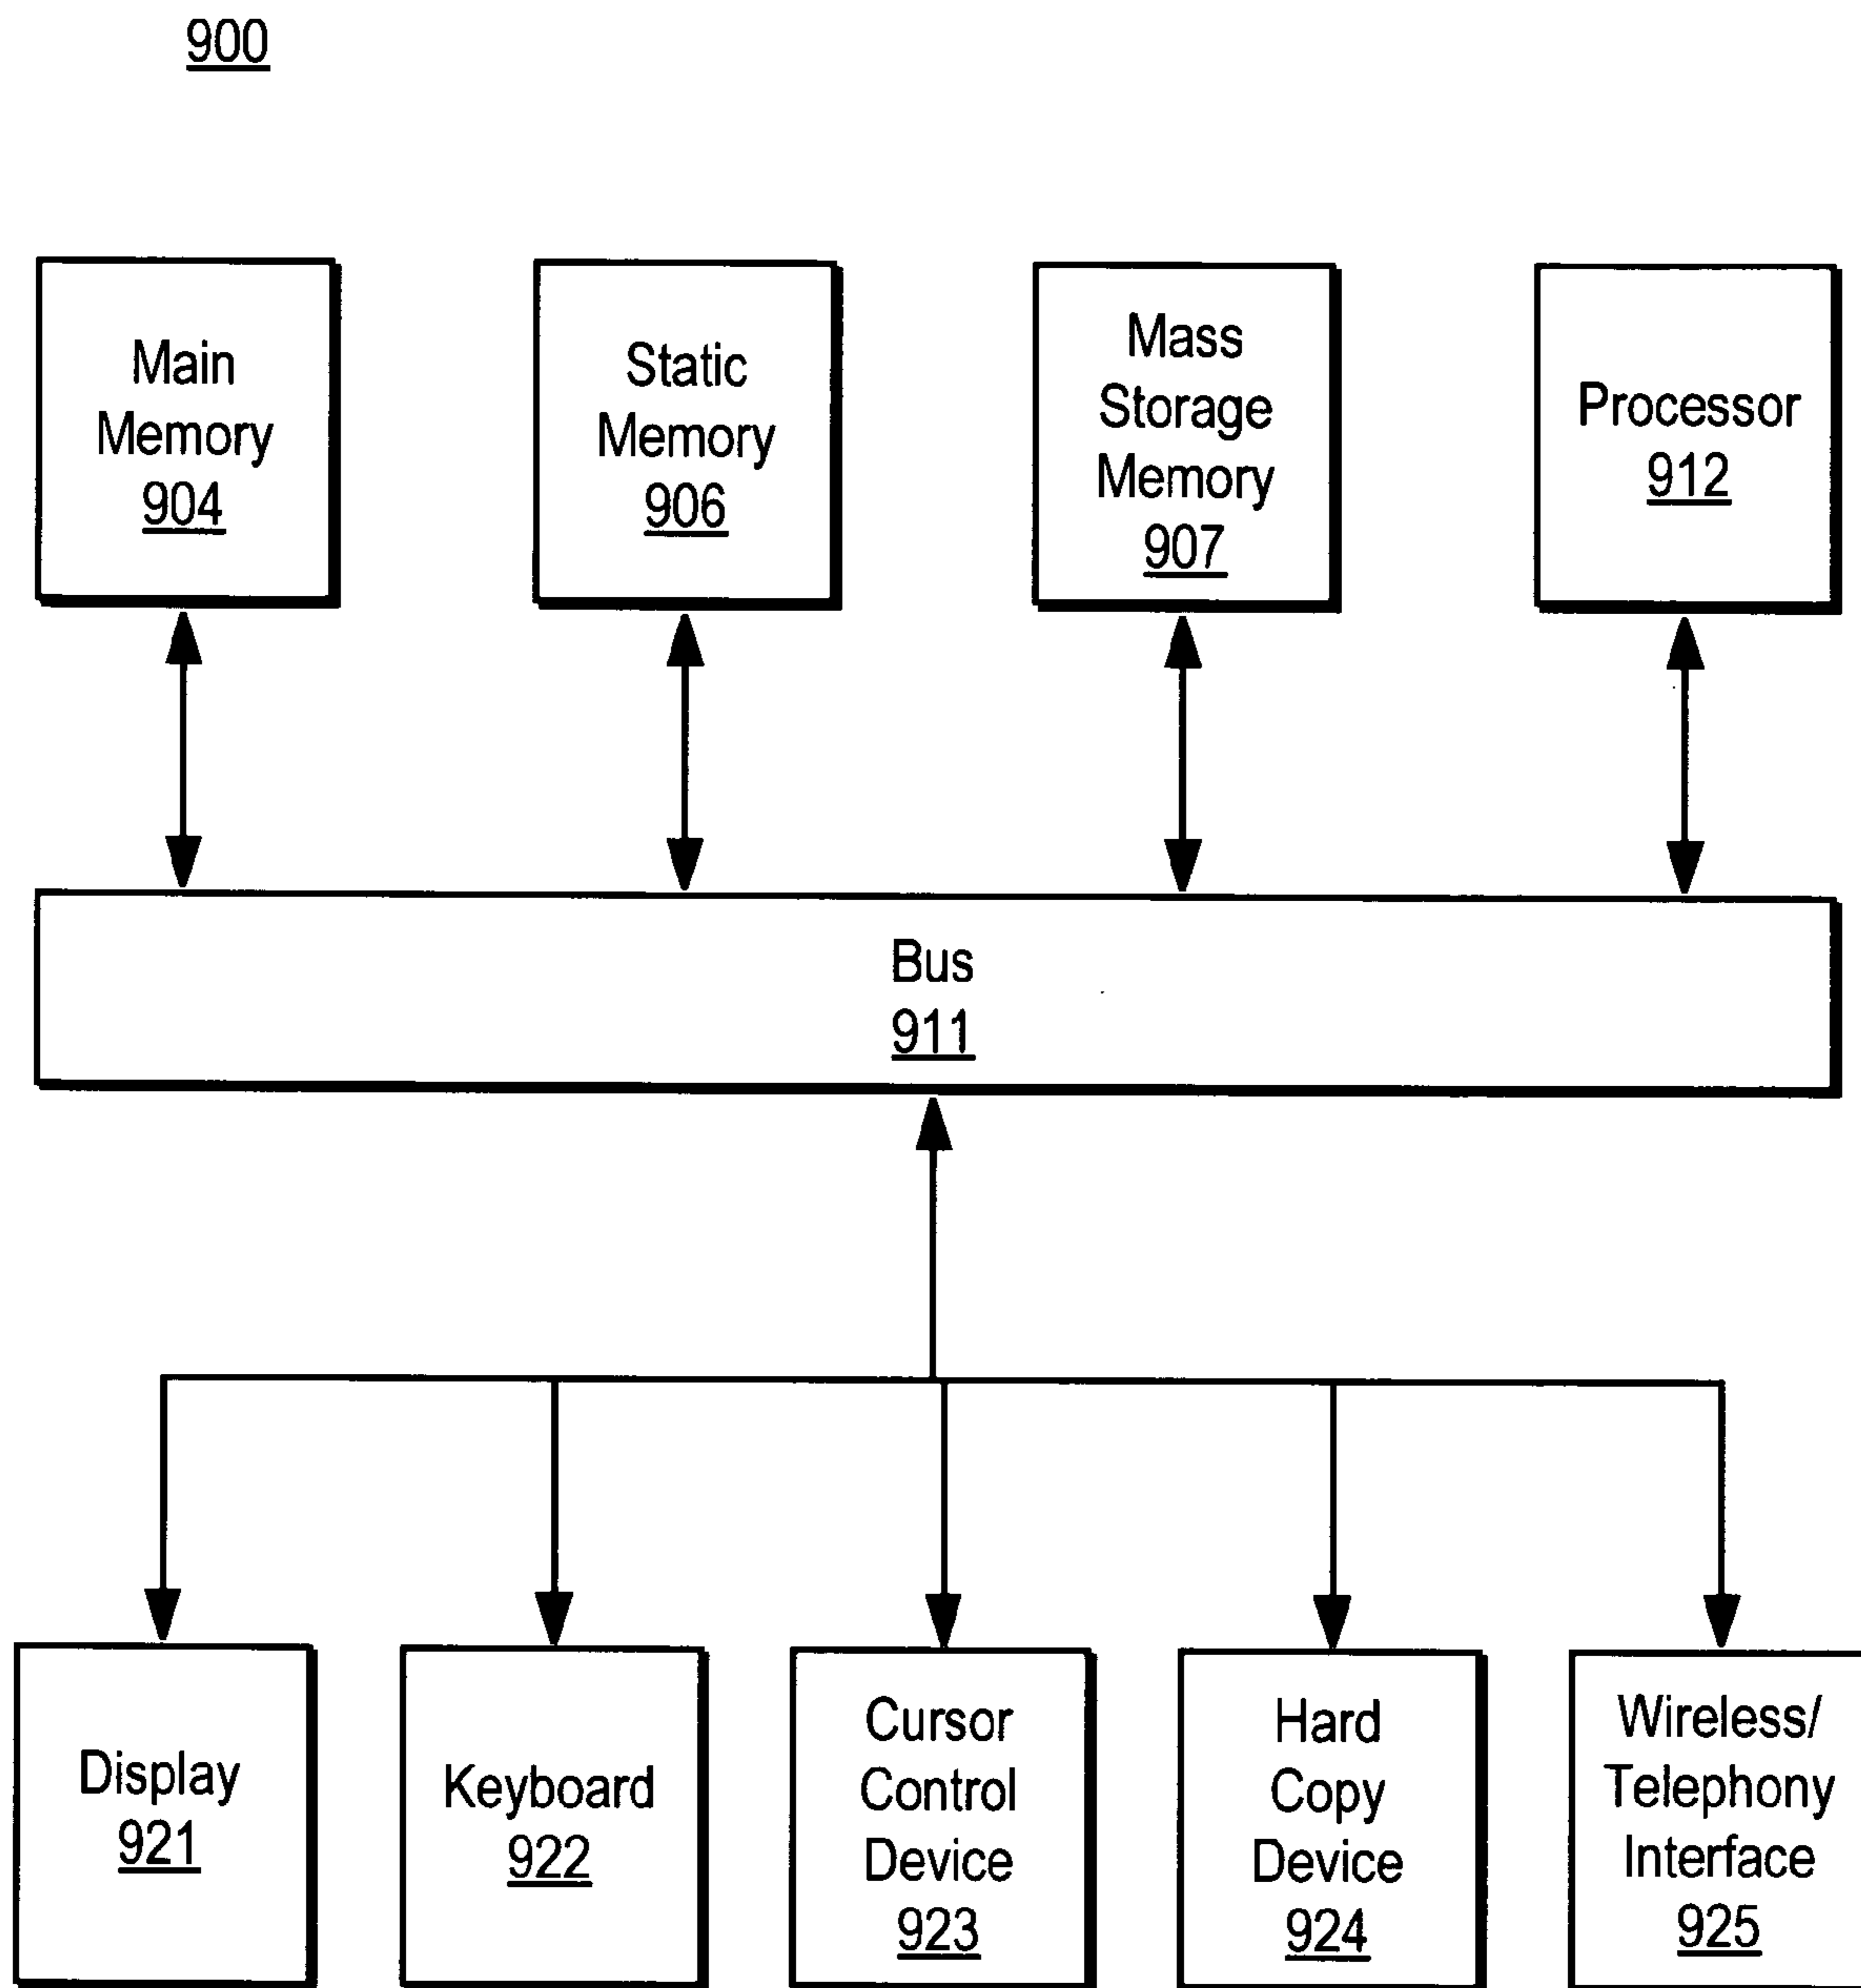 900
Main
Memory
904
Static
Memory
906
Mass
Storage
Memory
907
Processor
912
Bus
911
Display
921
Keyboard
922
Cursor
Control
Device
923
Hard
Copy
Device
924
Wireless/
Telephony
Interface
925